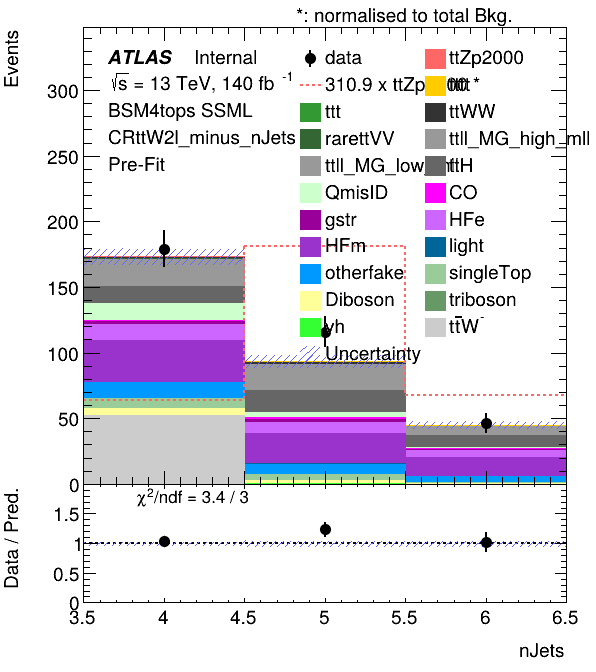 *: normalised to total Bkg.
Events
ATLAS Internal
√s = 13 TeV, 140 fb⁻¹
BSM4tops SSML
CRttW2l_minus_nJets
Pre-Fit
data
ttZp2000
310.9 x ttZp2000
tttt *
ttt
ttWW
rarettVV
ttll_MG_high_mll
ttll_MG_low_mll
ttH
QmisID
CO
gstr
HFe
HFm
light
otherfake
singleTop
Diboson
triboson
vh
tt̄W
Uncertainty
300
250
200
150
100
50
0
χ²/ndf = 3.4 / 3
Data / Pred.
1.5
1
0.5
0
3.5 4 4.5 5 5.5 6 6.5
nJets